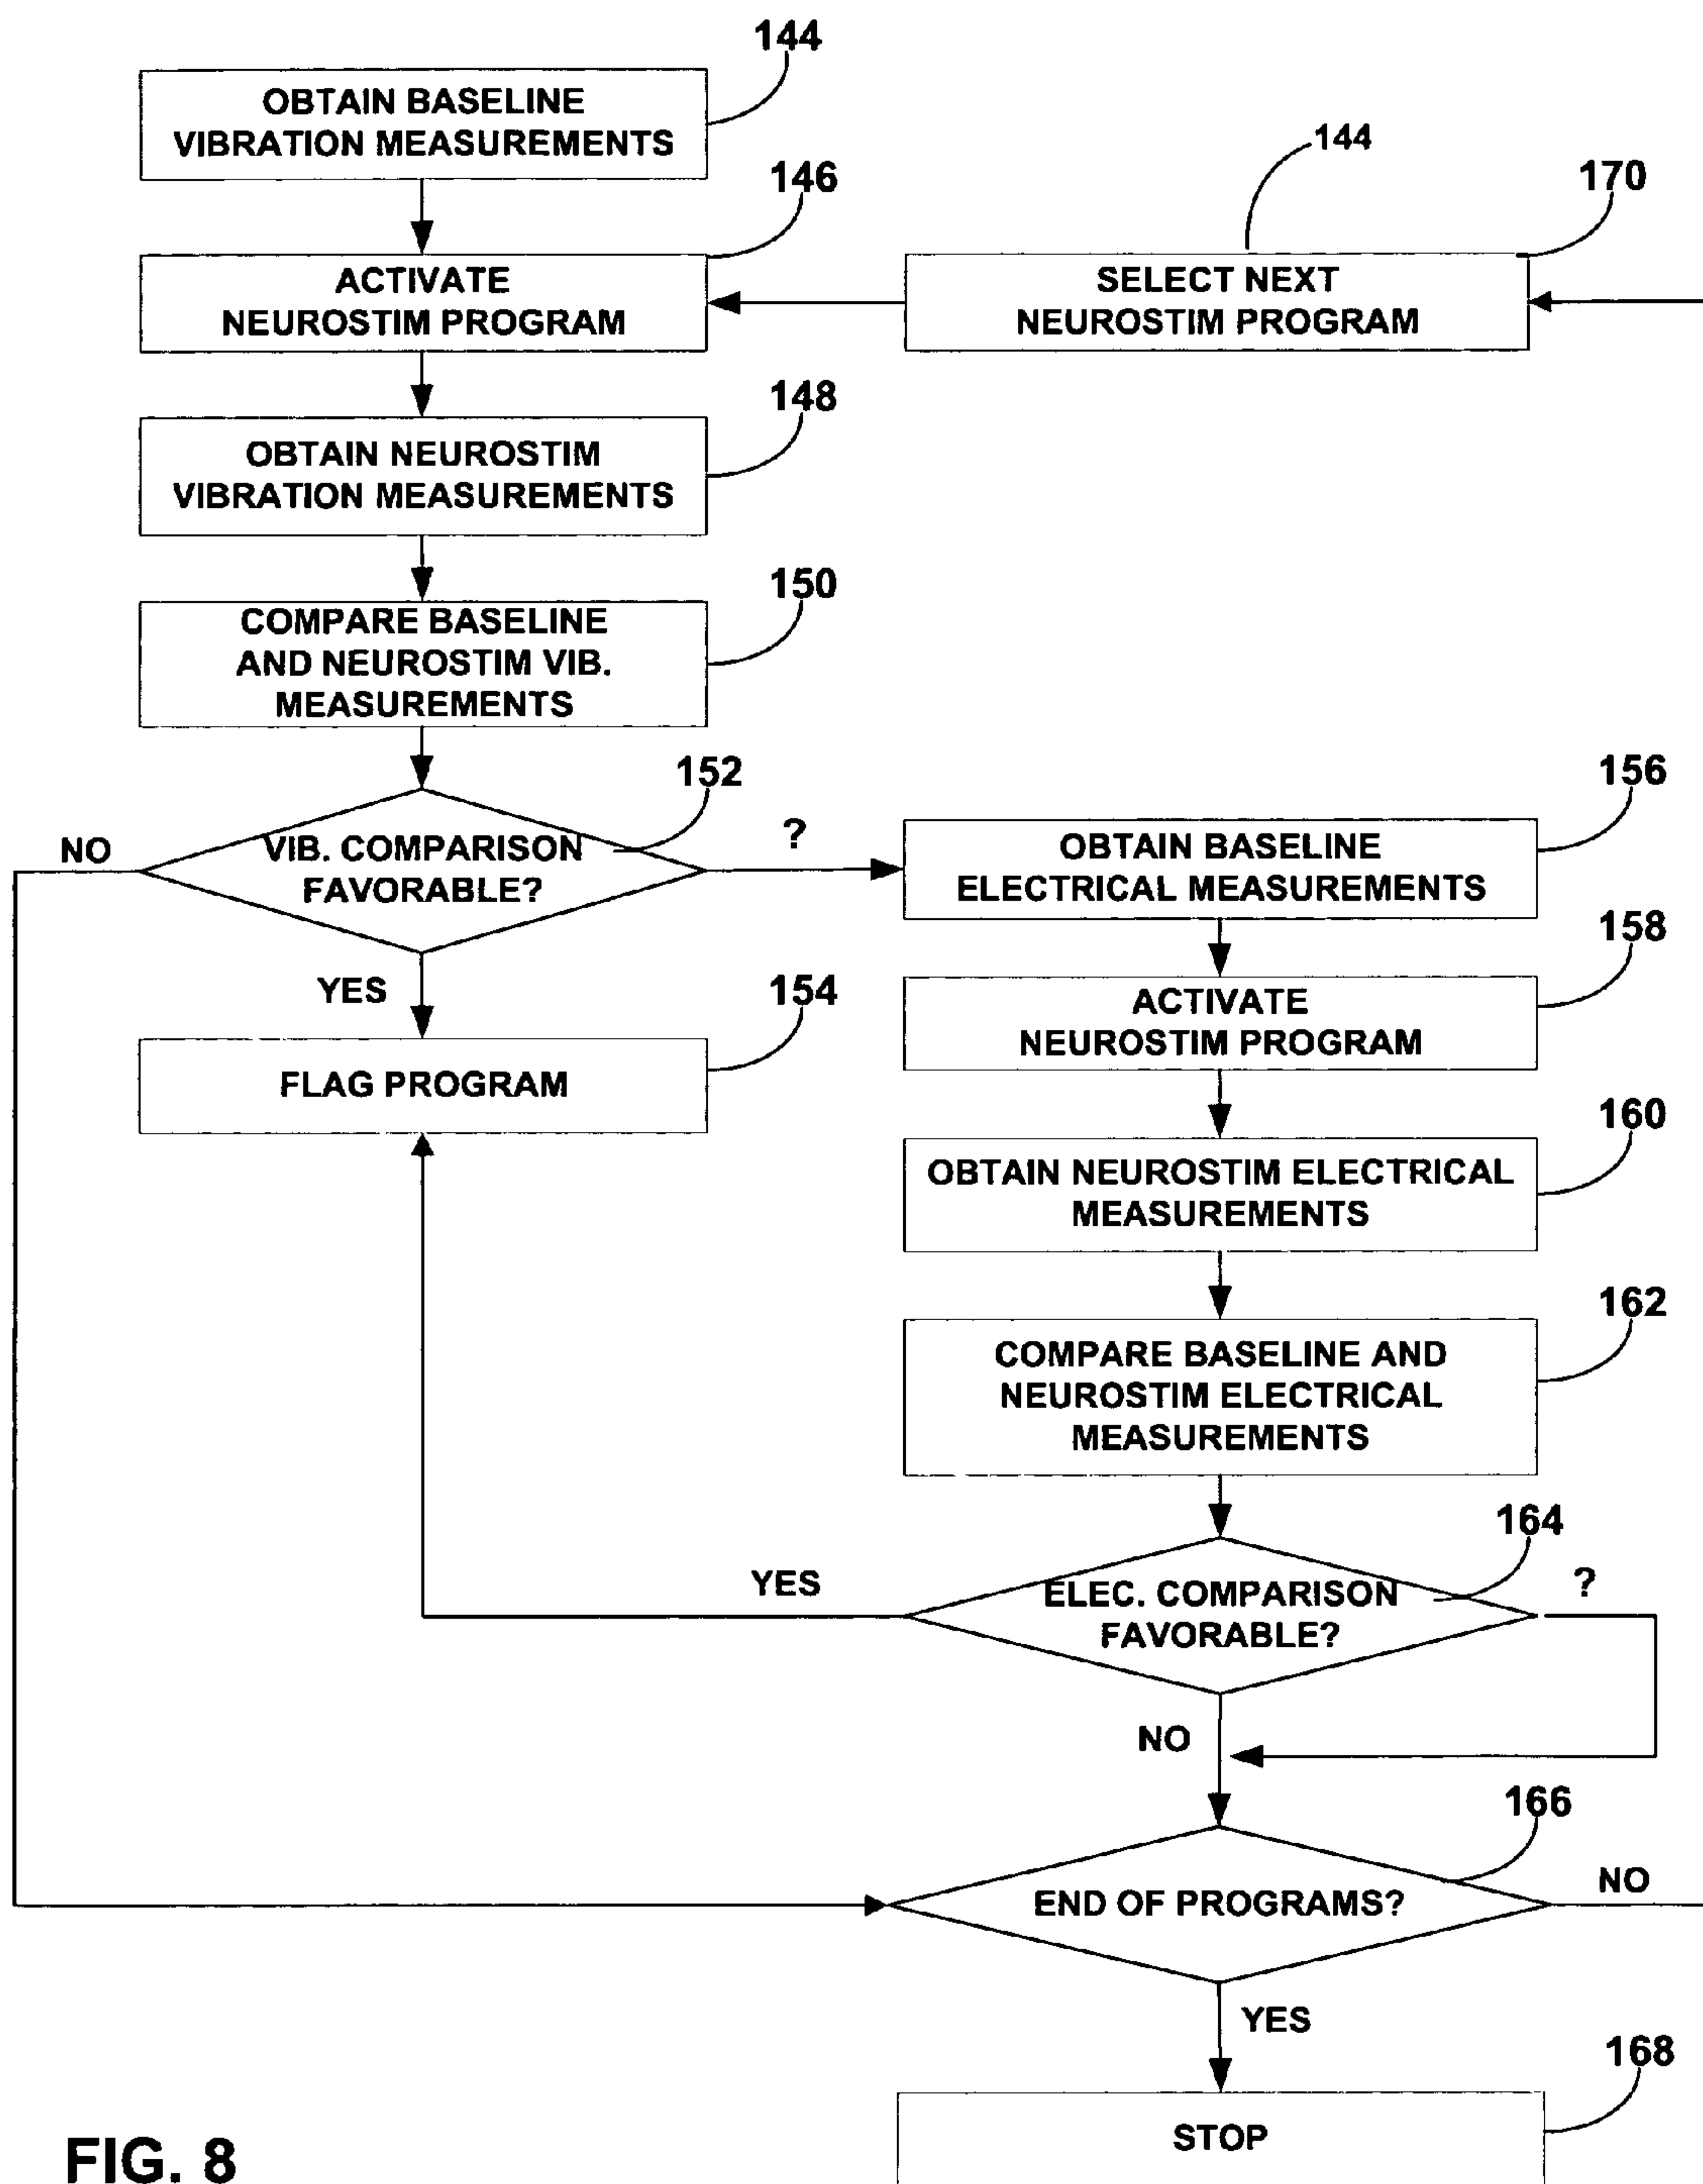 144
OBTAIN BASELINE
VIBRATION MEASUREMENTS
146
ACTIVATE
NEUROSTIM PROGRAM
144
170
SELECT NEXT
NEUROSTIM PROGRAM
148
OBTAIN NEUROSTIM
VIBRATION MEASUREMENTS
150
COMPARE BASELINE
AND NEUROSTIM VIB.
MEASUREMENTS
152
NO
VIB. COMPARISON
FAVORABLE?
?
YES
154
FLAG PROGRAM
156
OBTAIN BASELINE
ELECTRICAL MEASUREMENTS
158
ACTIVATE
NEUROSTIM PROGRAM
160
OBTAIN NEUROSTIM ELECTRICAL
MEASUREMENTS
162
COMPARE BASELINE AND
NEUROSTIM ELECTRICAL
MEASUREMENTS
164
YES
ELEC. COMPARISON
FAVORABLE?
?
NO
166
END OF PROGRAMS?
NO
YES
168
STOP
FIG. 8